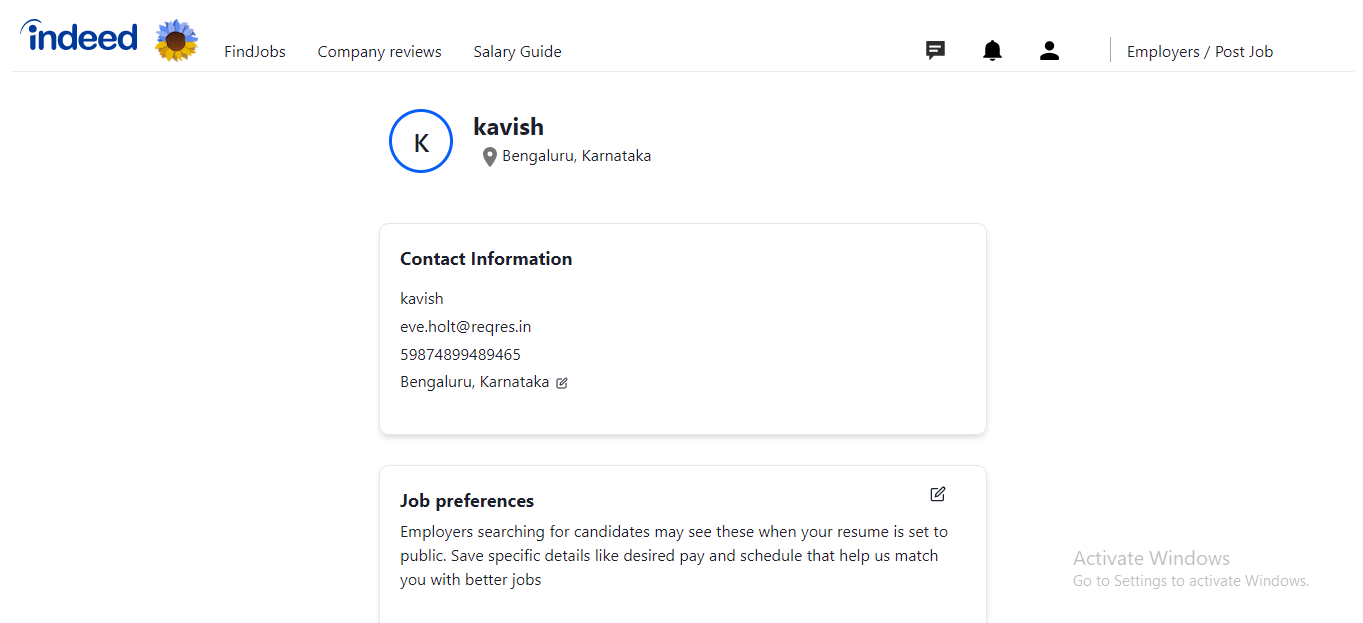 indeed
FindJobs Company reviews Salary Guide Employers / Post Job
K
kavish
Bengaluru, Karnataka
Contact Information
kavish
eve.holt@reqres.in
59874899489465
Bengaluru, Karnataka
Job preferences
Employers searching for candidates may see these when your resume is set to
public. Save specific details like desired pay and schedule that help us match
you with better jobs
Activate Windows
Go to Settings to activate Windows.